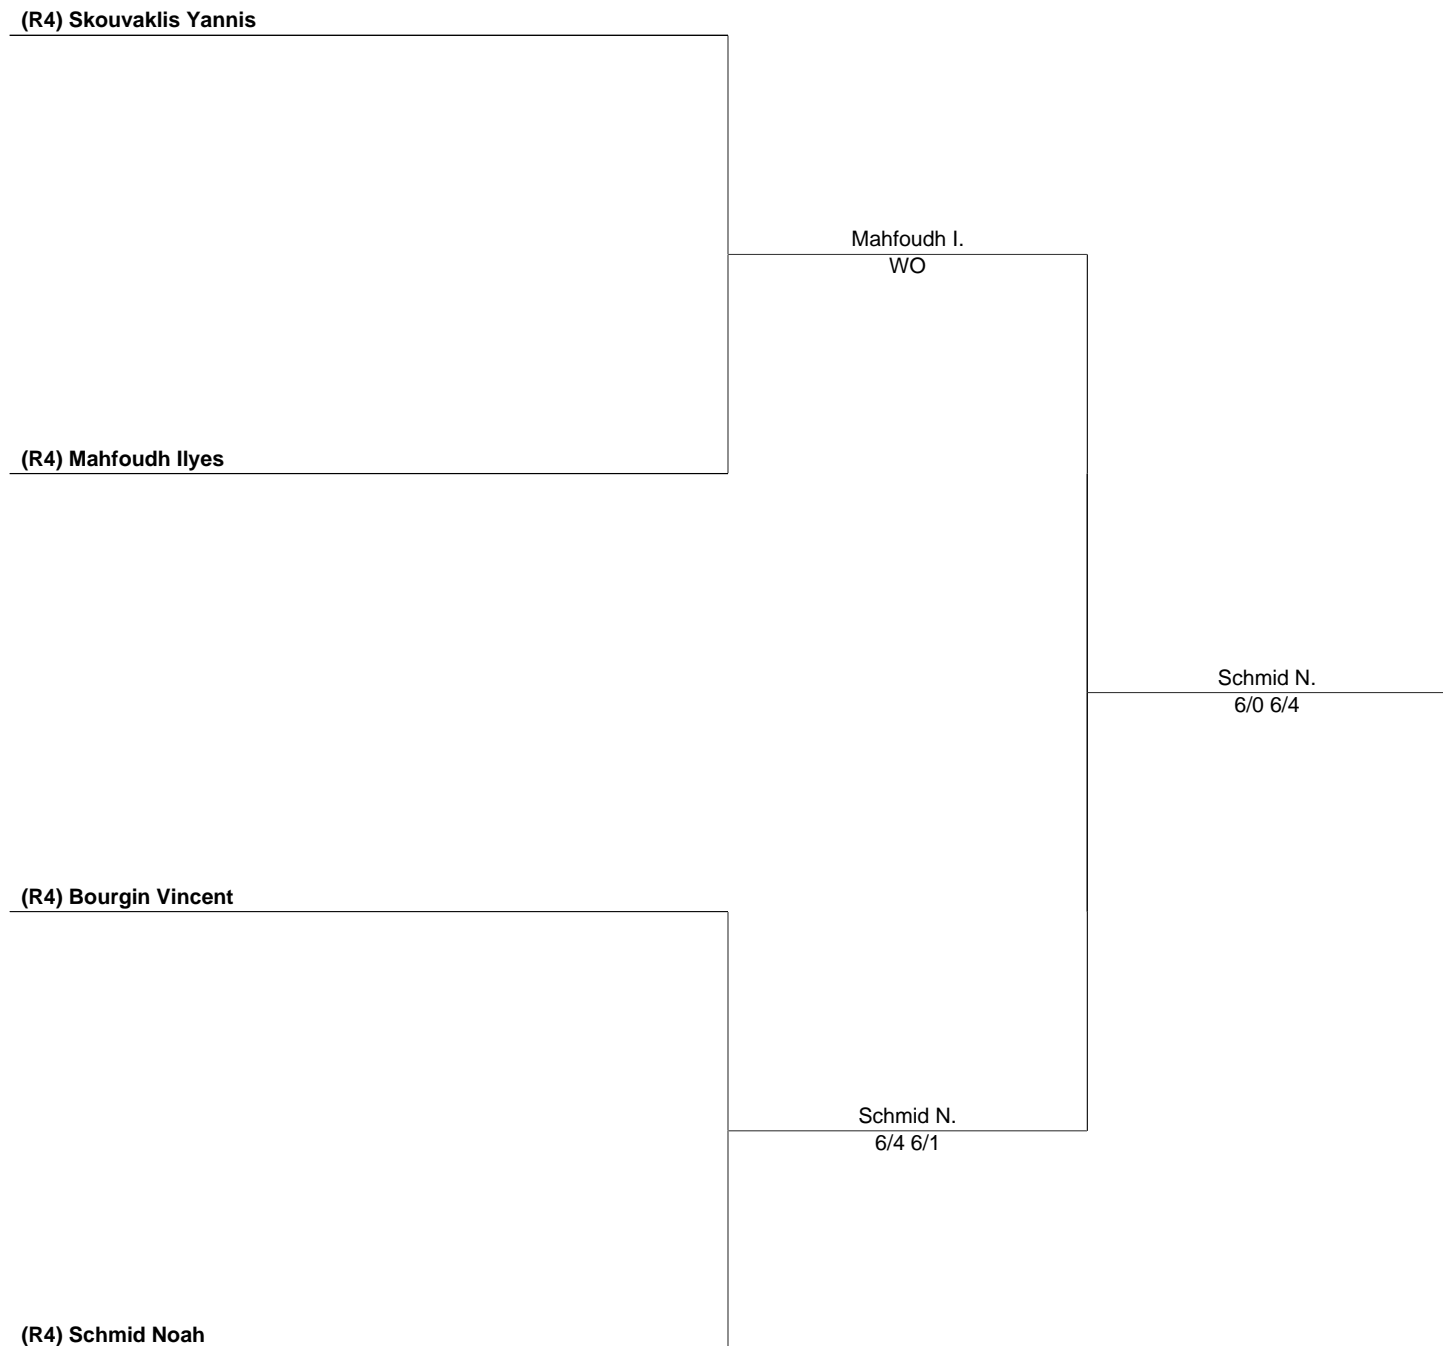 (R4) Skouvaklis Yannis
Mahfoudh I.
WO
(R4) Mahfoudh Ilyes
Schmid N.
6/0 6/4
(R4) Bourgin Vincent
Schmid N.
6/4 6/1
(R4) Schmid Noah